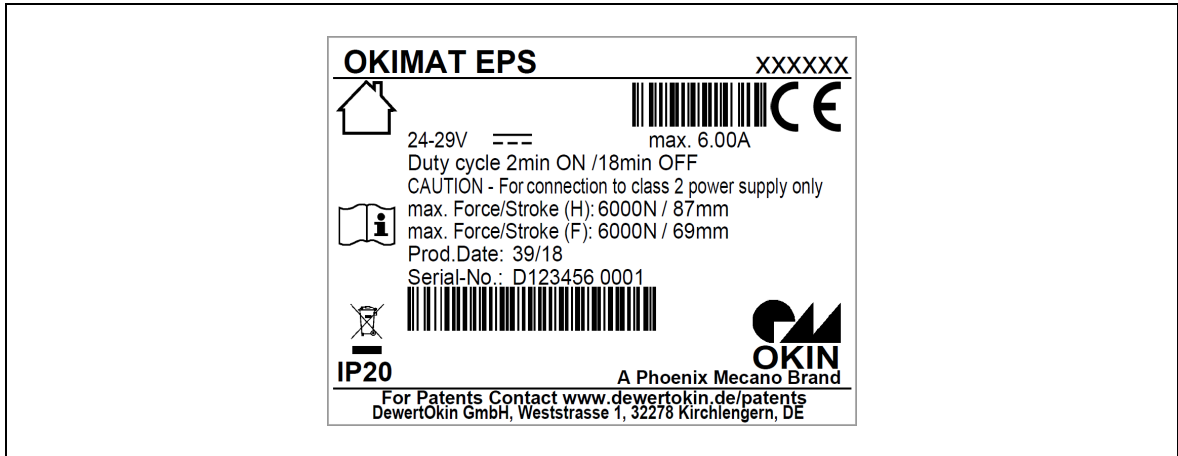 OKIMAT EPS xxxxxx
CE
24-29V max. 6.00A
Duty cycle 2min ON /18min OFF
CAUTION - For connection to class 2 power supply only
max. Force/Stroke (H): 6000N / 87mm
max. Force/Stroke (F): 6000N / 69mm
Prod.Date: 39/18
Serial-No.: D123456 0001
OKIN
IP20
A Phoenix Mecano Brand
For Patents Contact www.dewertokin.de/patents
DewertOkin GmbH, Weststrasse 1, 32278 Kirchlengern, DE